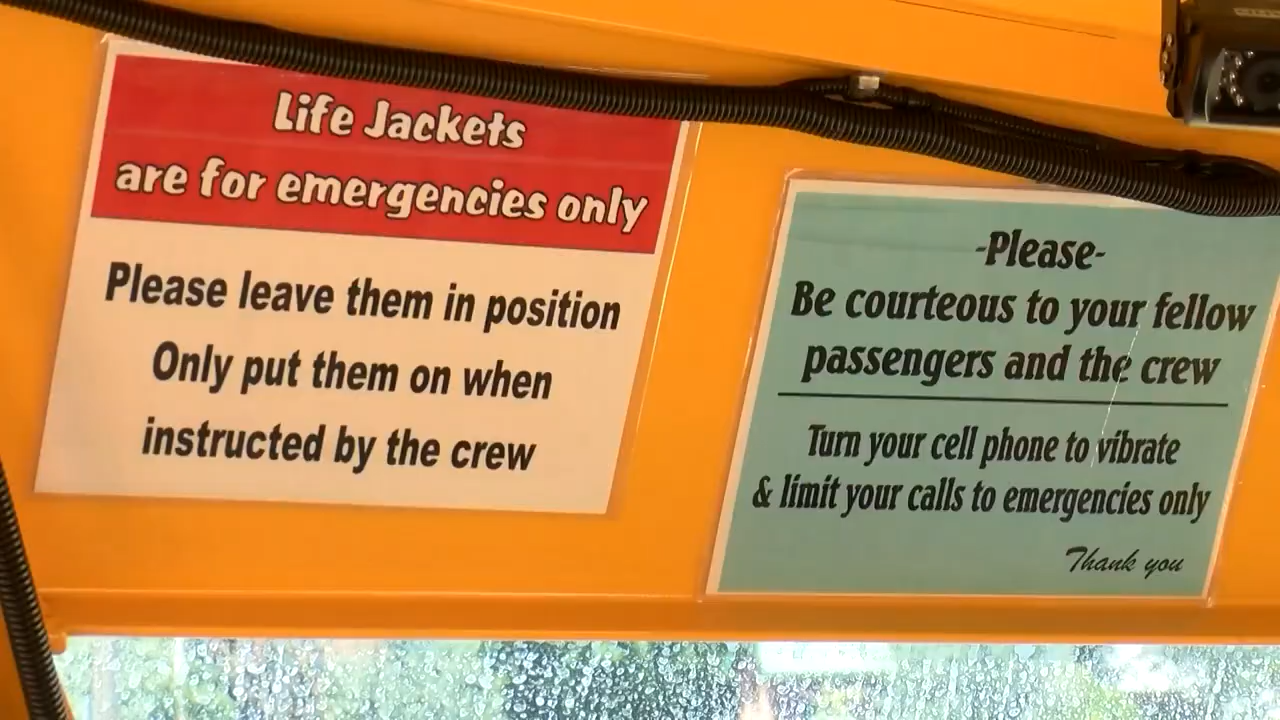 Life Jackets
are for emergencies only
Please leave them in position
Only put them on when
instructed by the crew
-Please-
Be courteous to your fellow
passengers and the crew
Turn your cell phone to vibrate
& limit your calls to emergencies only
Thank you